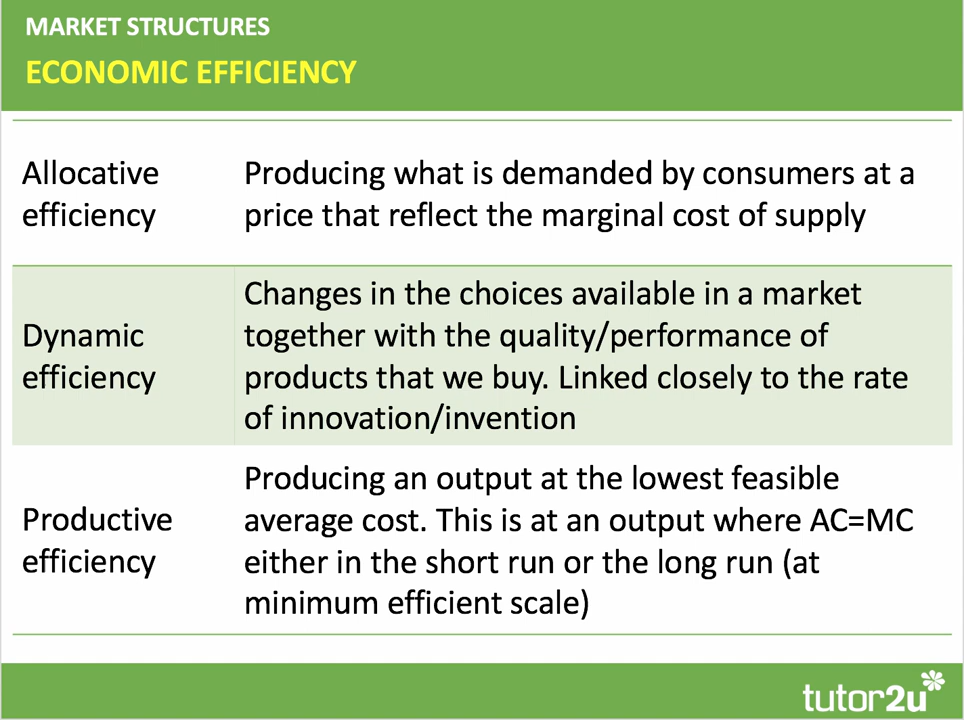 MARKET STRUCTURES
ECONOMIC EFFICIENCY
Allocative
efficiency
Producing what is demanded by consumers at a
price that reflect the marginal cost of supply
Dynamic
efficiency
Changes in the choices available in a market
together with the quality/performance of
products that we buy. Linked closely to the rate
of innovation/invention
Productive
efficiency
Producing an output at the lowest feasible
average cost. This is at an output where AC=MC
either in the short run or the long run (at
minimum efficient scale)
tutor2u